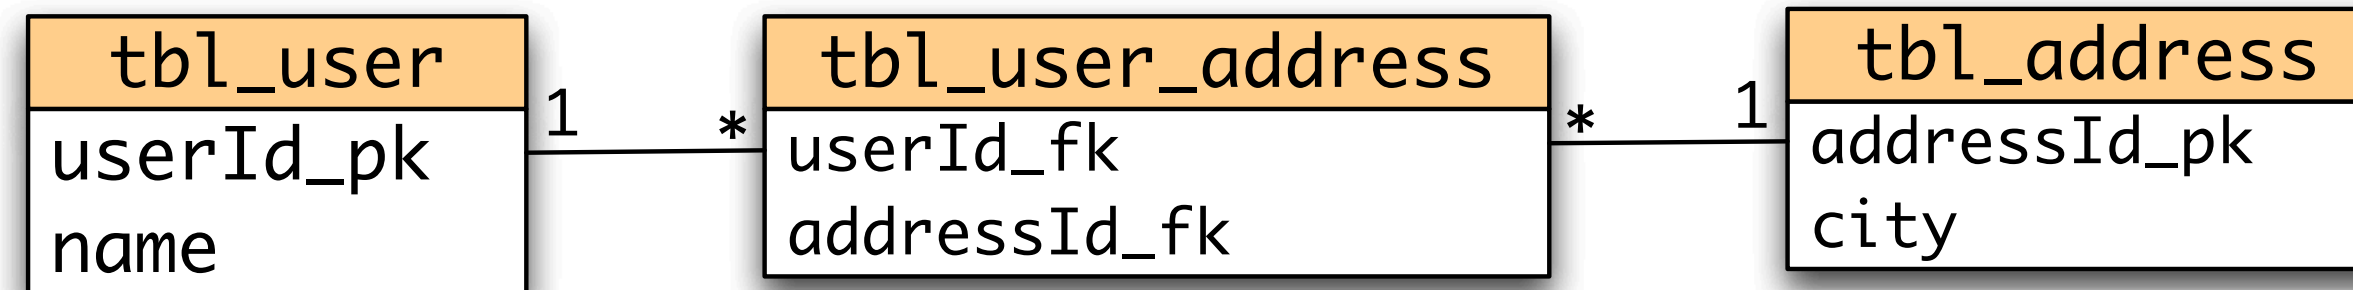 tbl_user
userId_pk
name
1
*
tbl_user_address
userId_fk
addressId_fk
*
1
tbl_address
addressId_pk
city